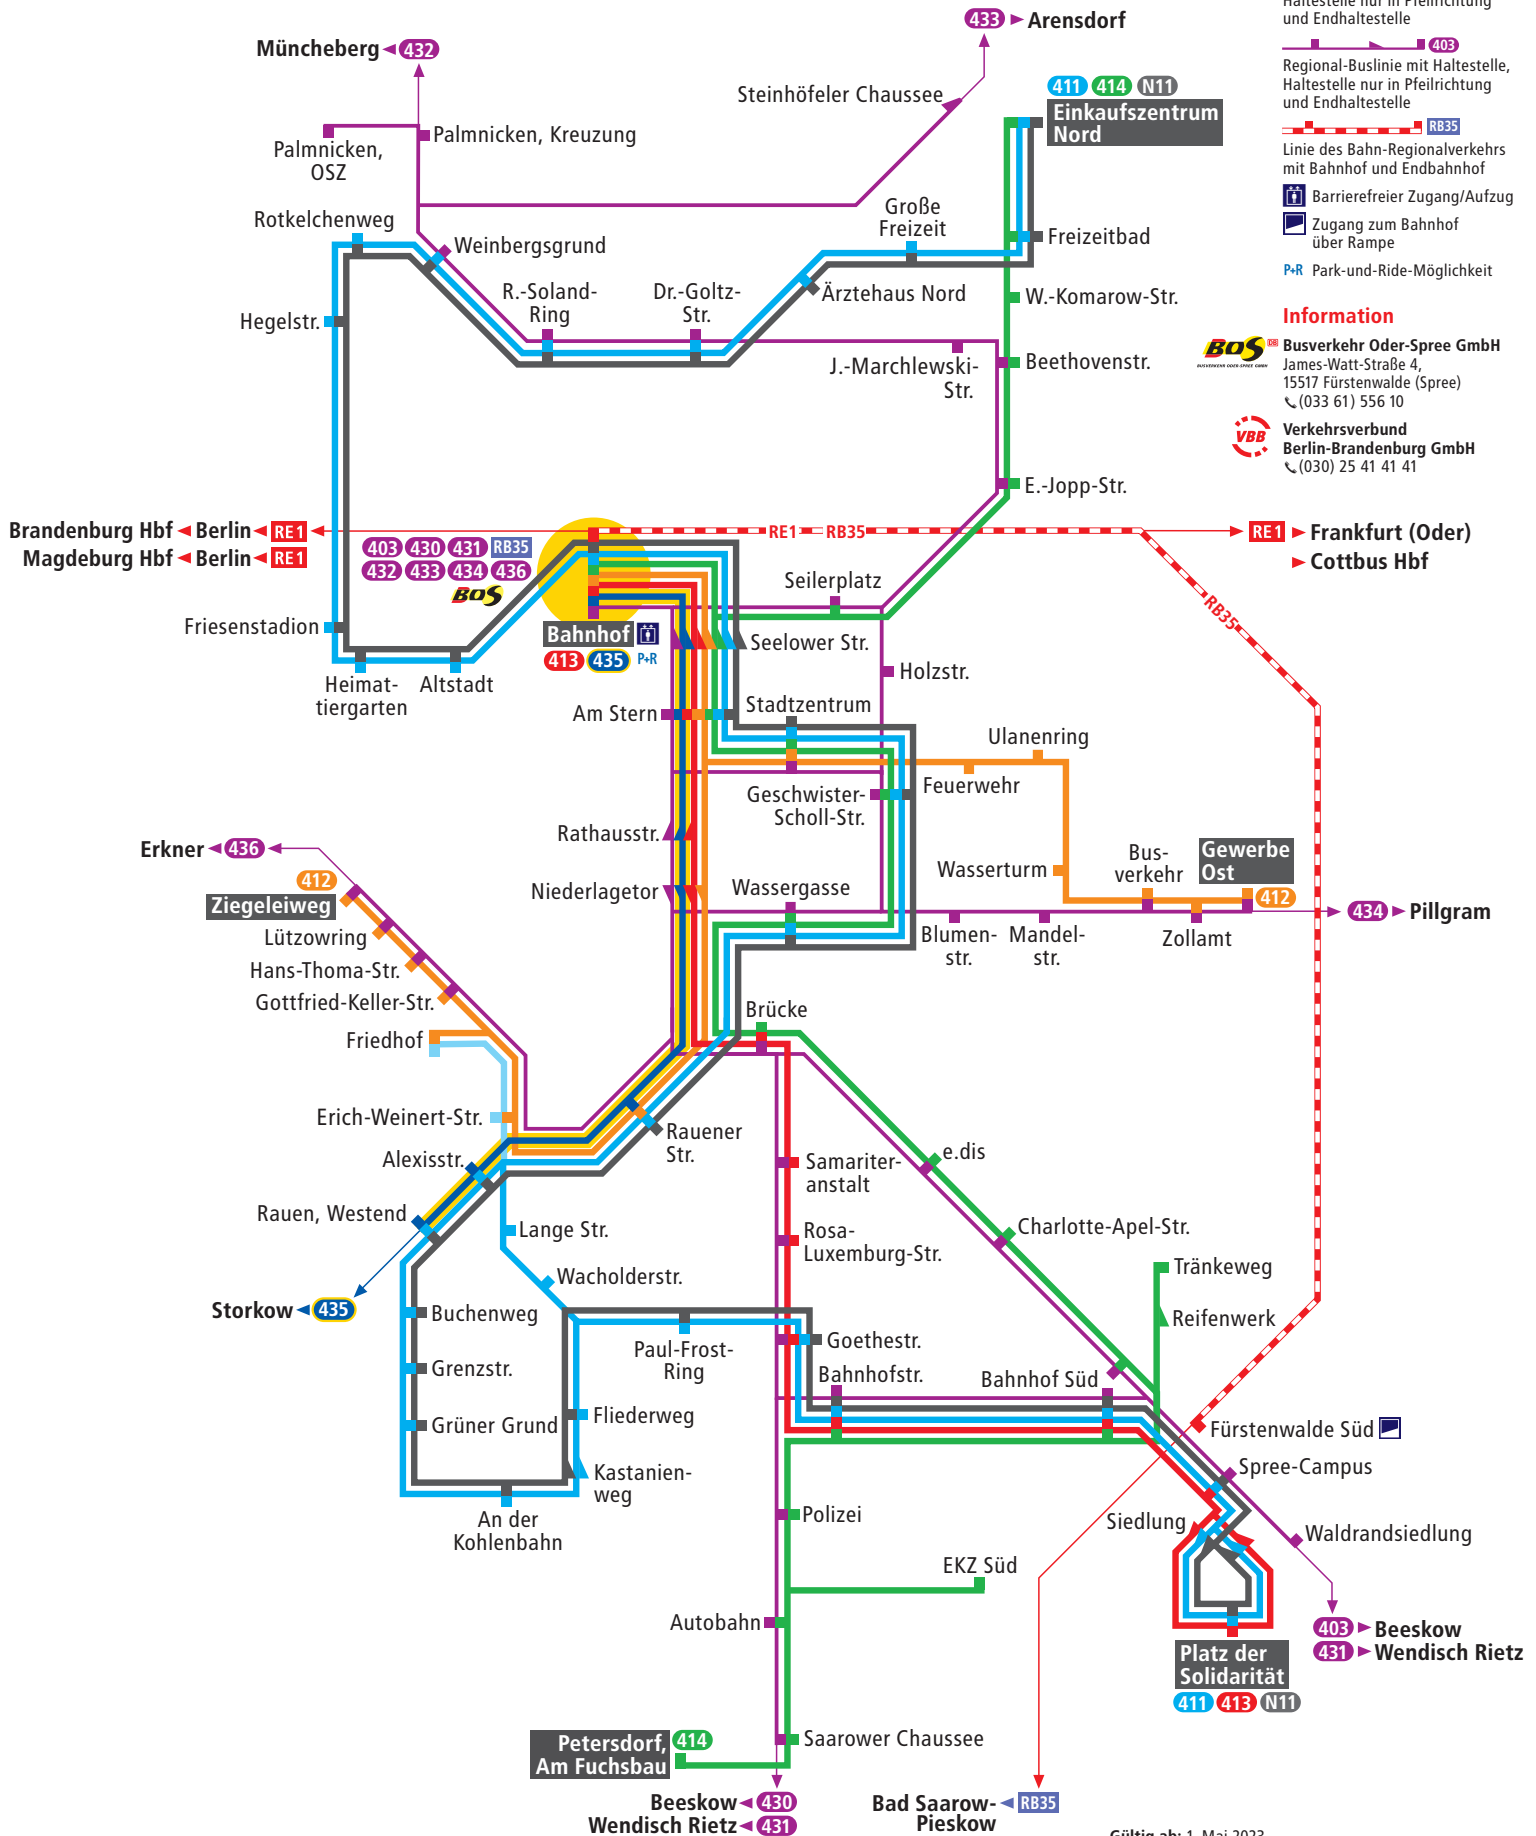 Haltestelle nur in Pfeilrichtung
und Endhaltestelle
403
Regional-Buslinie mit Haltestelle,
Haltestelle nur in Pfeilrichtung
und Endhaltestelle
RB35
Linie des Bahn-Regionalverkehrs
mit Bahnhof und Endbahnhof
Barrierefreier Zugang/Aufzug
Zugang zum Bahnhof
über Rampe
P+R Park-und-Ride-Möglichkeit
Information
BOS
DB
BUSVERKEHR ODER-SPREE GMBH
Busverkehr Oder-Spree GmbH
James-Watt-Straße 4,
15517 Fürstenwalde (Spree)
(033 61) 556 10
VBB
Verkehrsverbund
Berlin-Brandenburg GmbH
(030) 25 41 41 41
433 Arensdorf
Müncheberg 432
Steinhöfeler Chaussee
411 414 N11
Einkaufszentrum
Nord
Palmnicken,
OSZ
Palmnicken, Kreuzung
Rotkelchenweg
Weinbergsgrund
Große
Freizeit
Freizeitbad
Hegelstr.
R.-Soland-
Ring
Dr.-Goltz-
Str.
Ärztehaus Nord
W.-Komarow-Str.
J.-Marchlewski-
Str.
Beethovenstr.
E.-Jopp-Str.
Brandenburg Hbf Berlin RE1
Magdeburg Hbf Berlin RE1
403 430 431 RB35
432 433 434 436
BOS
RE1 RB35
RE1 Frankfurt (Oder)
Cottbus Hbf
RB35
Bahnhof
413 435 P+R
Seilerplatz
Friesenstadion
Seelower Str.
Heimat-
tiergarten
Altstadt
Holzstr.
Am Stern
Stadtzentrum
Ulanenring
Feuerwehr
Geschwister-
Scholl-Str.
Rathausstr.
Erkner 436
412
Ziegeleiweg
Niederlagetor
Wassergasse
Wasserturm
Bus-
verkehr
Gewerbe
Ost
412
434 Pillgram
Blumen-
str.
Mandel-
str.
Zollamt
Lützowring
Hans-Thoma-Str.
Gottfried-Keller-Str.
Friedhof
Brücke
Erich-Weinert-Str.
Rauener
Str.
Alexisstr.
Samariter-
anstalt
e.dis
Rauen, Westend
Lange Str.
Rosa-
Luxemburg-Str.
Charlotte-Apel-Str.
Tränkeweg
Wacholderstr.
Storkow 435
Buchenweg
Reifenwerk
Paul-Frost-
Ring
Goethestr.
Grenzstr.
Bahnhofstr.
Bahnhof Süd
Grüner Grund
Fliederweg
Fürstenwalde Süd
Kastanien-
weg
Spree-Campus
An der
Kohlenbahn
Polizei
Siedlung
Waldrandsiedlung
EKZ Süd
Autobahn
403 Beeskow
431 Wendisch Rietz
Platz der
Solidarität
411 413 N11
Petersdorf,
Am Fuchsbau
414
Saarower Chaussee
Beeskow 430
Wendisch Rietz 431
Bad Saarow-
Pieskow
RB35
Gültig ab: 1. Mai 2023